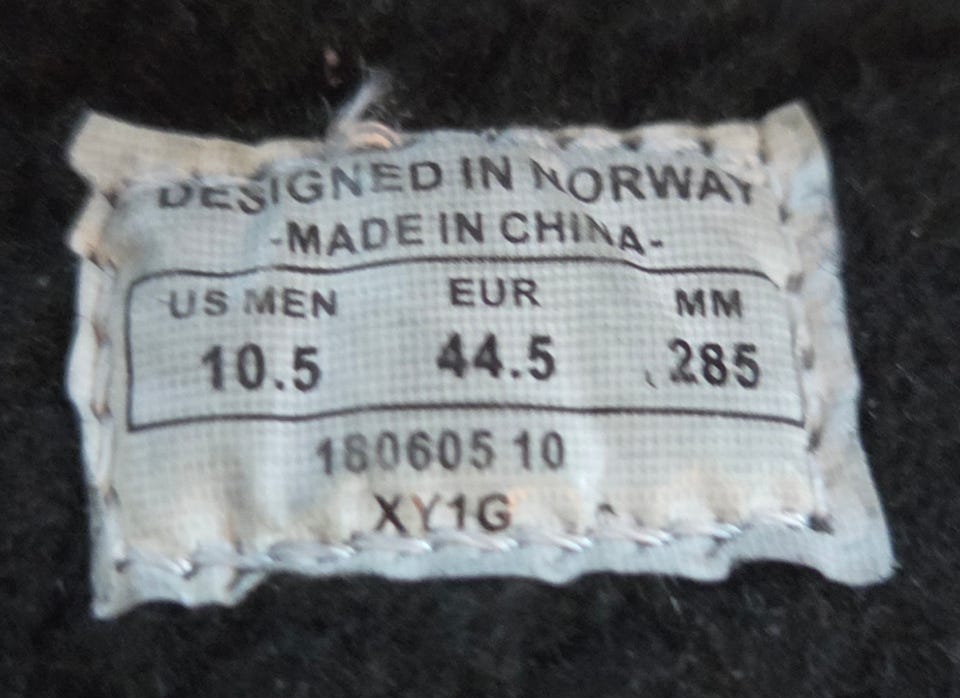 DESIGNED IN NORWAY
-MADE IN CHINA-
US MEN EUR MM
10.5 44.5 285
180605 10
XY1G